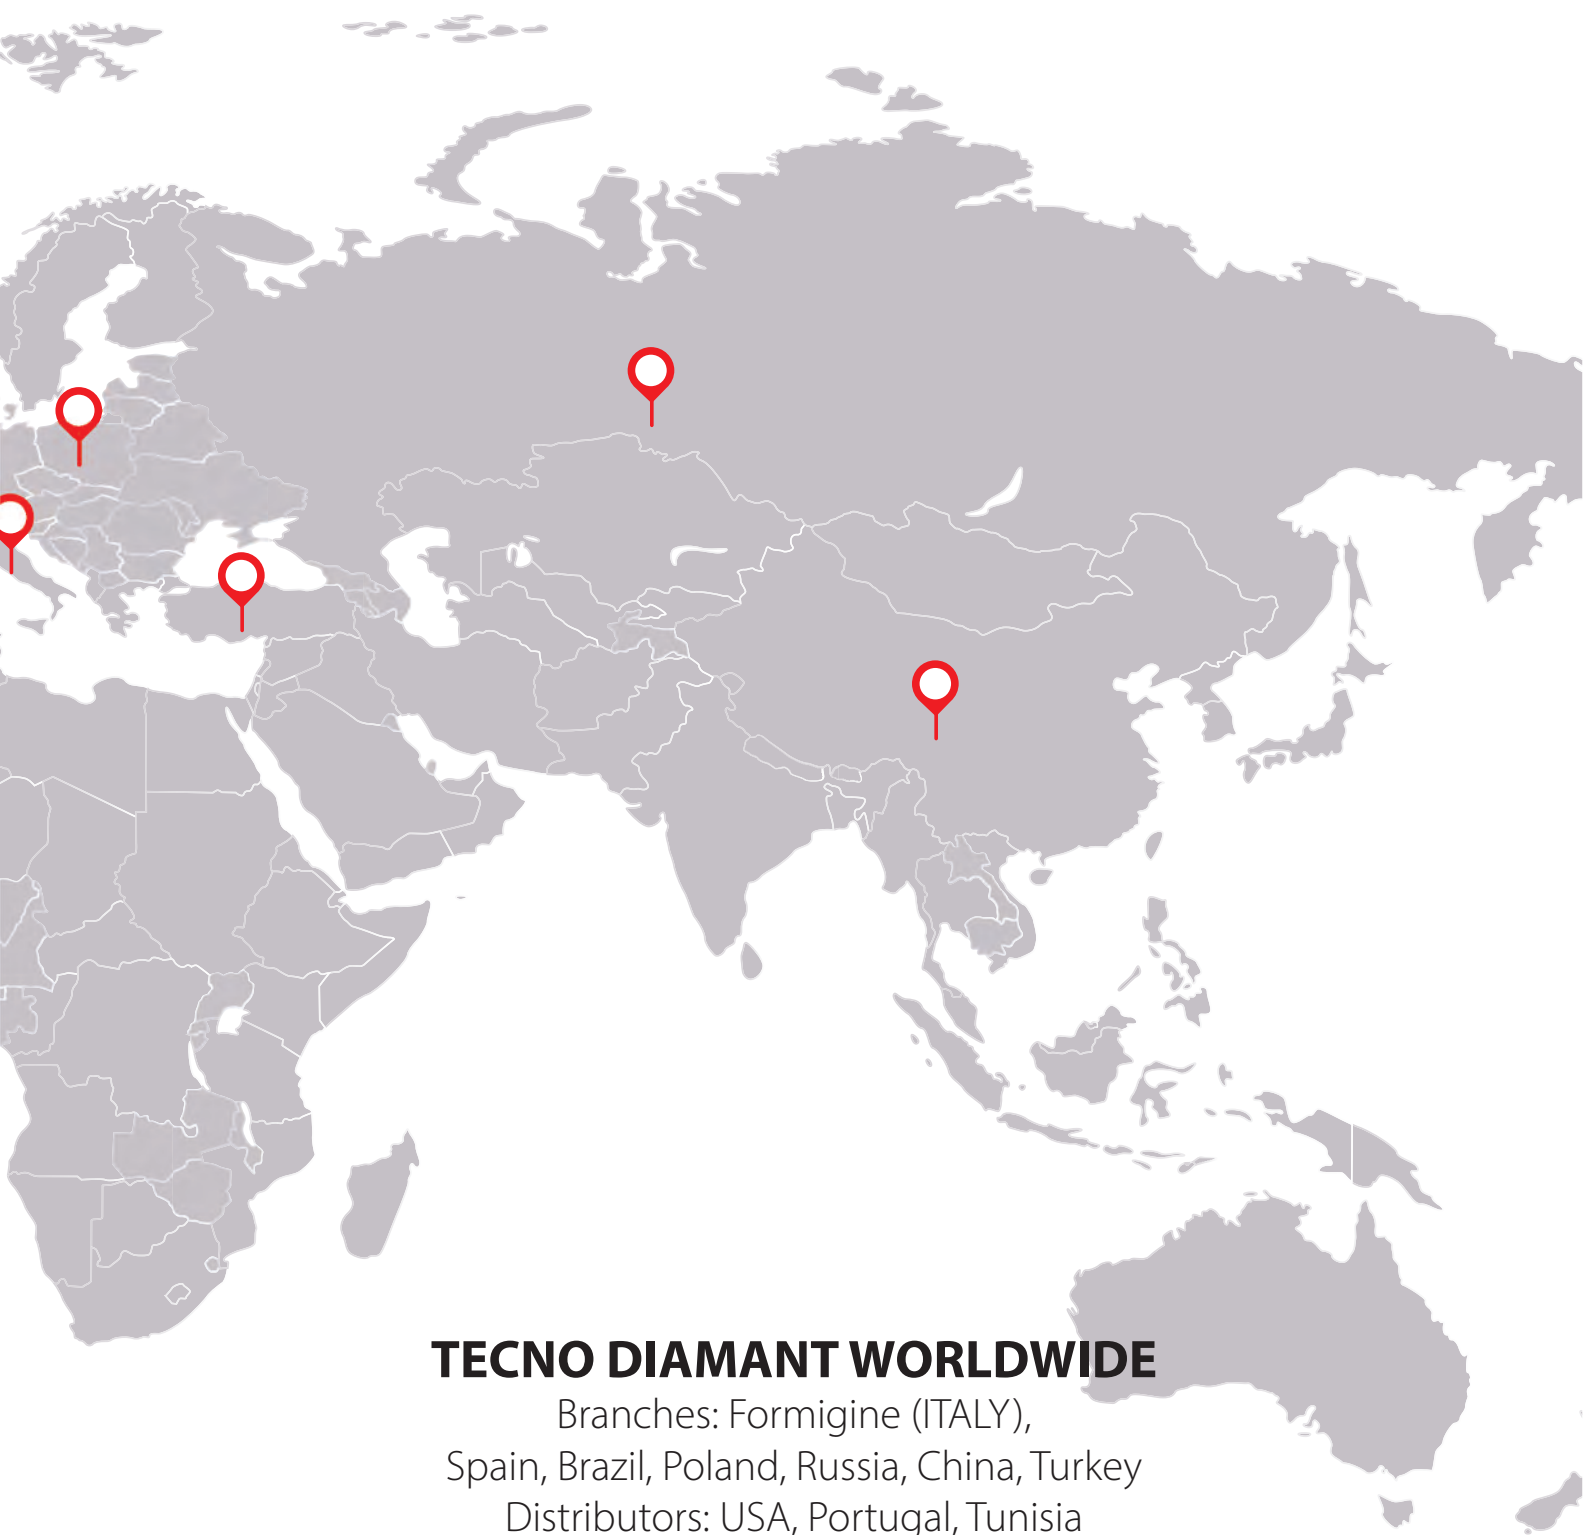 TECNO DIAMANT WORLDWIDE
Branches: Formigine (ITALY),
Spain, Brazil, Poland, Russia, China, Turkey
Distributors: USA, Portugal, Tunisia